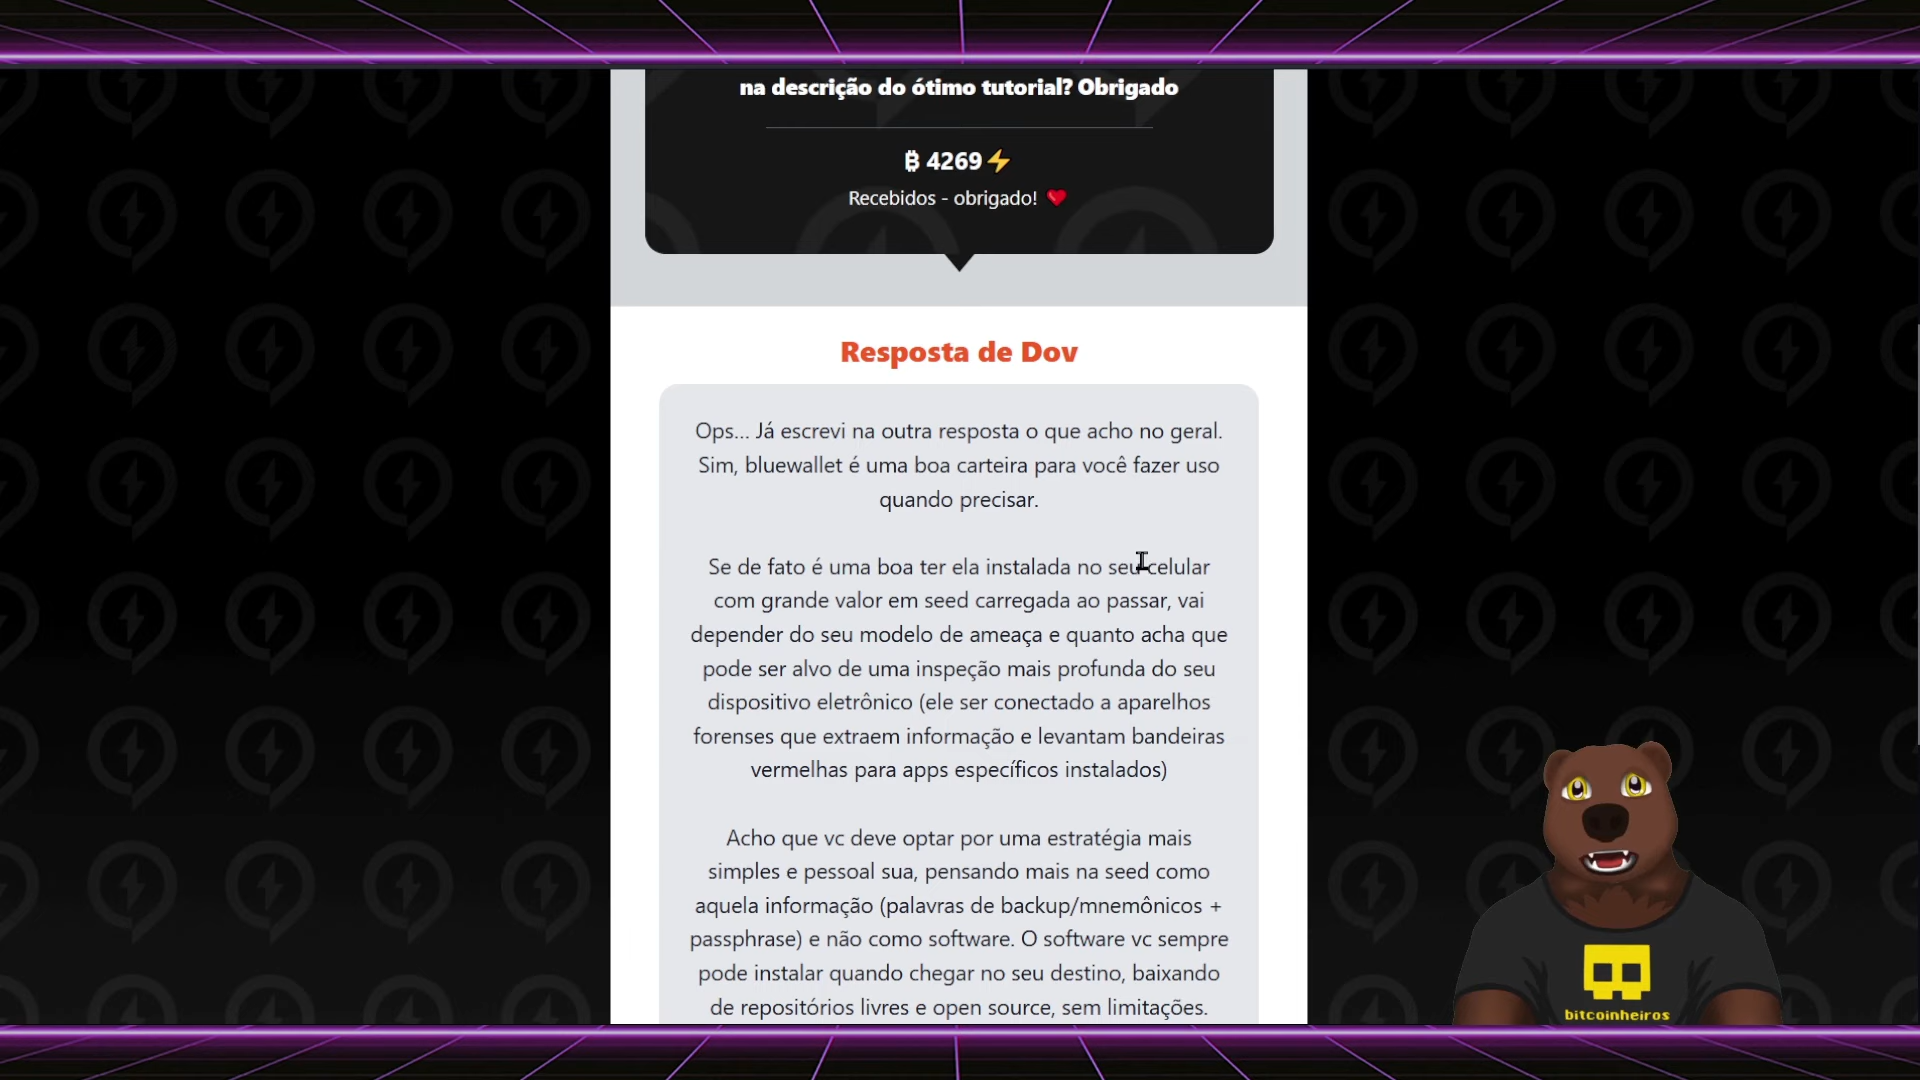 na descrição do ótimo tutorial? Obrigado
₿ 4269⚡
Recebidos - obrigado! ❤️
Resposta de Dov
Ops... Já escrevi na outra resposta o que acho no geral.
Sim, bluewallet é uma boa carteira para você fazer uso
quando precisar.
Se de fato é uma boa ter ela instalada no seu celular
com grande valor em seed carregada ao passar, vai
depender do seu modelo de ameaça e quanto acha que
pode ser alvo de uma inspeção mais profunda do seu
dispositivo eletrônico (ele ser conectado a aparelhos
forenses que extraem informação e levantam bandeiras
vermelhas para apps específicos instalados)
Acho que vc deve optar por uma estratégia mais
simples e pessoal sua, pensando mais na seed como
aquela informação (palavras de backup/mnemônicos +
passphrase) e não como software. O software vc sempre
pode instalar quando chegar no seu destino, baixando
de repositórios livres e open source, sem limitações.
bitcoinheiros